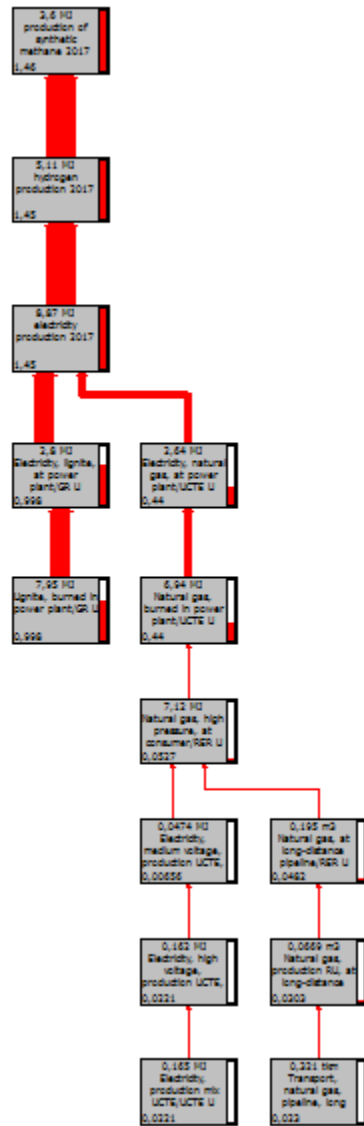 3,6 MJ
production of
synthetic
methane 2017
1,46
5,11 MJ
hydrogen
production 2017
1,45
8,87 MJ
electricity
production 2017
1,45
2,8 MJ
Electricity, lignite,
at power
plant/GR U
0,998
3,64 MJ
Electricity, natural
gas, at power
plant/UCTE U
0,44
7,95 MJ
Lignite, burned in
power plant/GR U
0,998
6,94 MJ
Natural gas,
burned in power
plant/UCTE U
0,44
7,12 MJ
Natural gas, high
pressure, at
consumer/RER U
0,0527
0,0474 MJ
Electricity,
medium voltage,
production UCTE,
0,00656
0,195 m3
Natural gas, at
long-distance
pipeline/RER U
0,0482
0,162 MJ
Electricity, high
voltage,
production UCTE,
0,0221
0,0669 m3
Natural gas,
production RU, at
long-distance
0,0203
0,165 MJ
Electricity,
production mix
UCTE/UCTE U
0,0221
0,321 tkm
Transport,
natural gas,
pipeline, long
0,023